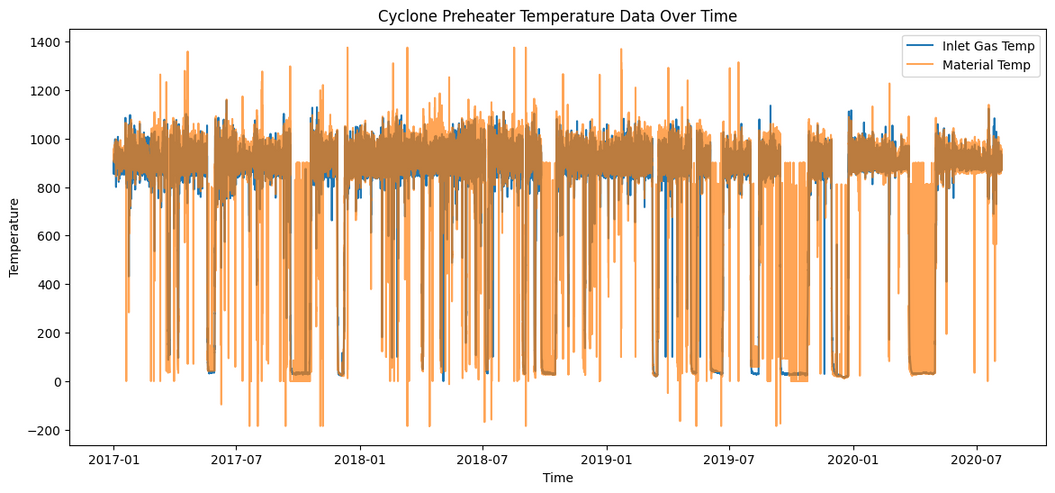 Cyclone Preheater Temperature Data Over Time
Inlet Gas Temp
Material Temp
1400
1200
1000
800
600
400
200
0
−200
Temperature
2017-01 2017-07 2018-01 2018-07 2019-01 2019-07 2020-01 2020-07
Time